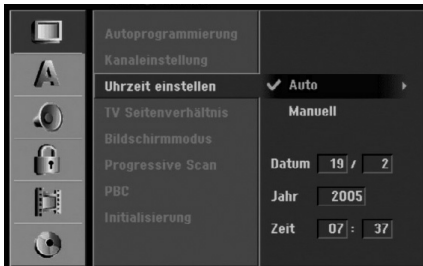 Autoprogrammierung
Kanaleinstellung
Uhrzeit einstellen
TV Seitenverhältnis
Bildschirmmodus
Progressive Scan
PBC
Initialisierung
A
✔ Auto
Manuell
Datum 19 / 2
Jahr 2005
Zeit 07 : 37